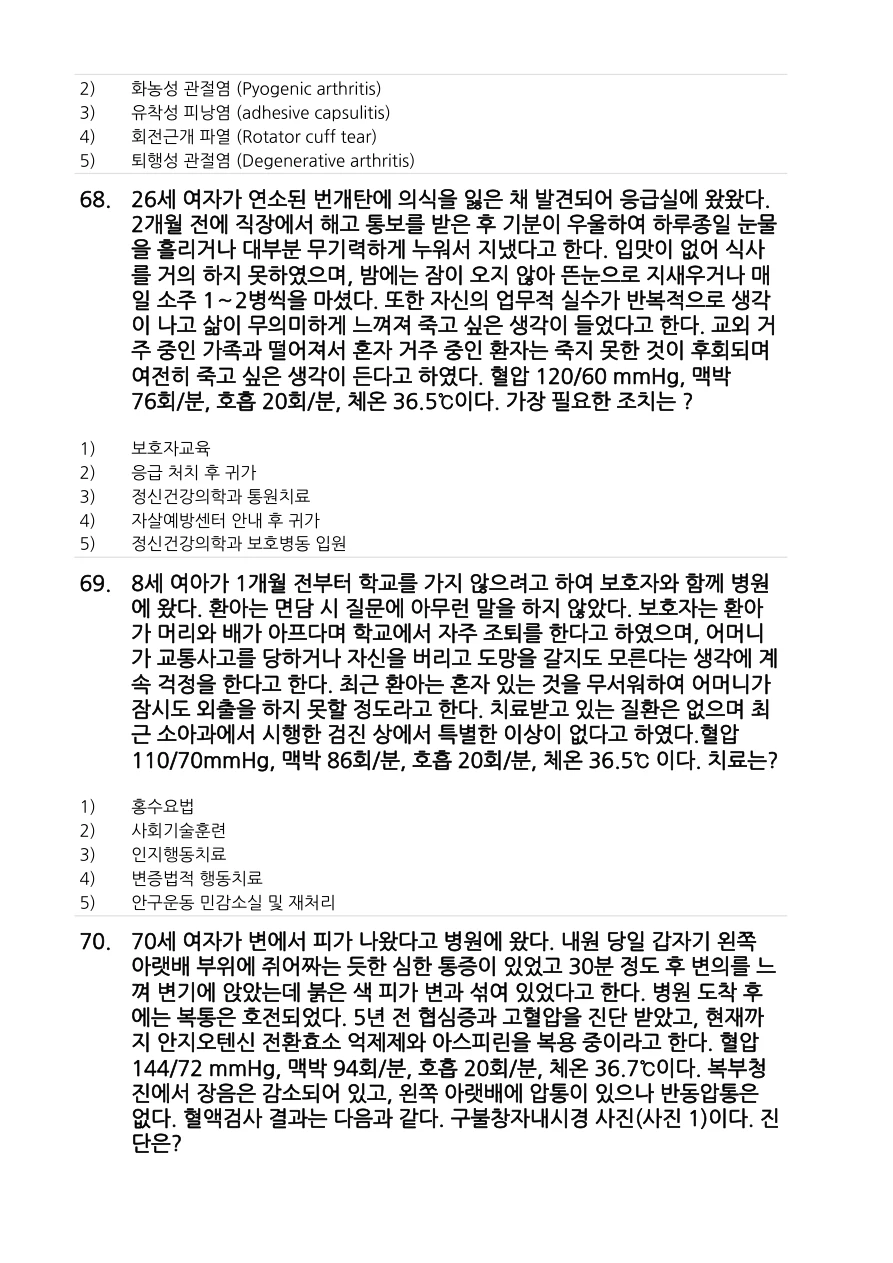 2) 화농성 관절염 (Pyogenic arthritis)
3) 유착성 피낭염 (adhesive capsulitis)
4) 회전근개 파열 (Rotator cuff tear)
5) 퇴행성 관절염 (Degenerative arthritis)
68. 26세 여자가 연소된 번개탄에 의식을 잃은 채 발견되어 응급실에 왔왔다.
2개월 전에 직장에서 해고 통보를 받은 후 기분이 우울하여 하루종일 눈물
을 흘리거나 대부분 무기력하게 누워서 지냈다고 한다. 입맛이 없어 식사
를 거의 하지 못하였으며, 밤에는 잠이 오지 않아 뜬눈으로 지새우거나 매
일 소주 1~2병씩을 마셨다. 또한 자신의 업무적 실수가 반복적으로 생각
이 나고 삶이 무의미하게 느껴져 죽고 싶은 생각이 들었다고 한다. 교외 거
주 중인 가족과 떨어져서 혼자 거주 중인 환자는 죽지 못한 것이 후회되며
여전히 죽고 싶은 생각이 든다고 하였다. 혈압 120/60 mmHg, 맥박
76회/분, 호흡 20회/분, 체온 36.5℃이다. 가장 필요한 조치는 ?
1) 보호자교육
2) 응급 처치 후 귀가
3) 정신건강의학과 통원치료
4) 자살예방센터 안내 후 귀가
5) 정신건강의학과 보호병동 입원
69. 8세 여아가 1개월 전부터 학교를 가지 않으려고 하여 보호자와 함께 병원
에 왔다. 환아는 면담 시 질문에 아무런 말을 하지 않았다. 보호자는 환아
가 머리와 배가 아프다며 학교에서 자주 조퇴를 한다고 하였으며, 어머니
가 교통사고를 당하거나 자신을 버리고 도망을 갈지도 모른다는 생각에 계
속 걱정을 한다고 한다. 최근 환아는 혼자 있는 것을 무서워하여 어머니가
잠시도 외출을 하지 못할 정도라고 한다. 치료받고 있는 질환은 없으며 최
근 소아과에서 시행한 검진 상에서 특별한 이상이 없다고 하였다.혈압
110/70mmHg, 맥박 86회/분, 호흡 20회/분, 체온 36.5℃ 이다. 치료는?
1) 홍수요법
2) 사회기술훈련
3) 인지행동치료
4) 변증법적 행동치료
5) 안구운동 민감소실 및 재처리
70. 70세 여자가 변에서 피가 나왔다고 병원에 왔다. 내원 당일 갑자기 왼쪽
아랫배 부위에 쥐어짜는 듯한 심한 통증이 있었고 30분 정도 후 변의를 느
껴 변기에 앉았는데 붉은 색 피가 변과 섞여 있었다고 한다. 병원 도착 후
에는 복통은 호전되었다. 5년 전 협심증과 고혈압을 진단 받았고, 현재까
지 안지오텐신 전환효소 억제제와 아스피린을 복용 중이라고 한다. 혈압
144/72 mmHg, 맥박 94회/분, 호흡 20회/분, 체온 36.7℃이다. 복부청
진에서 장음은 감소되어 있고, 왼쪽 아랫배에 압통이 있으나 반동압통은
없다. 혈액검사 결과는 다음과 같다. 구불창자내시경 사진(사진 1)이다. 진
단은?